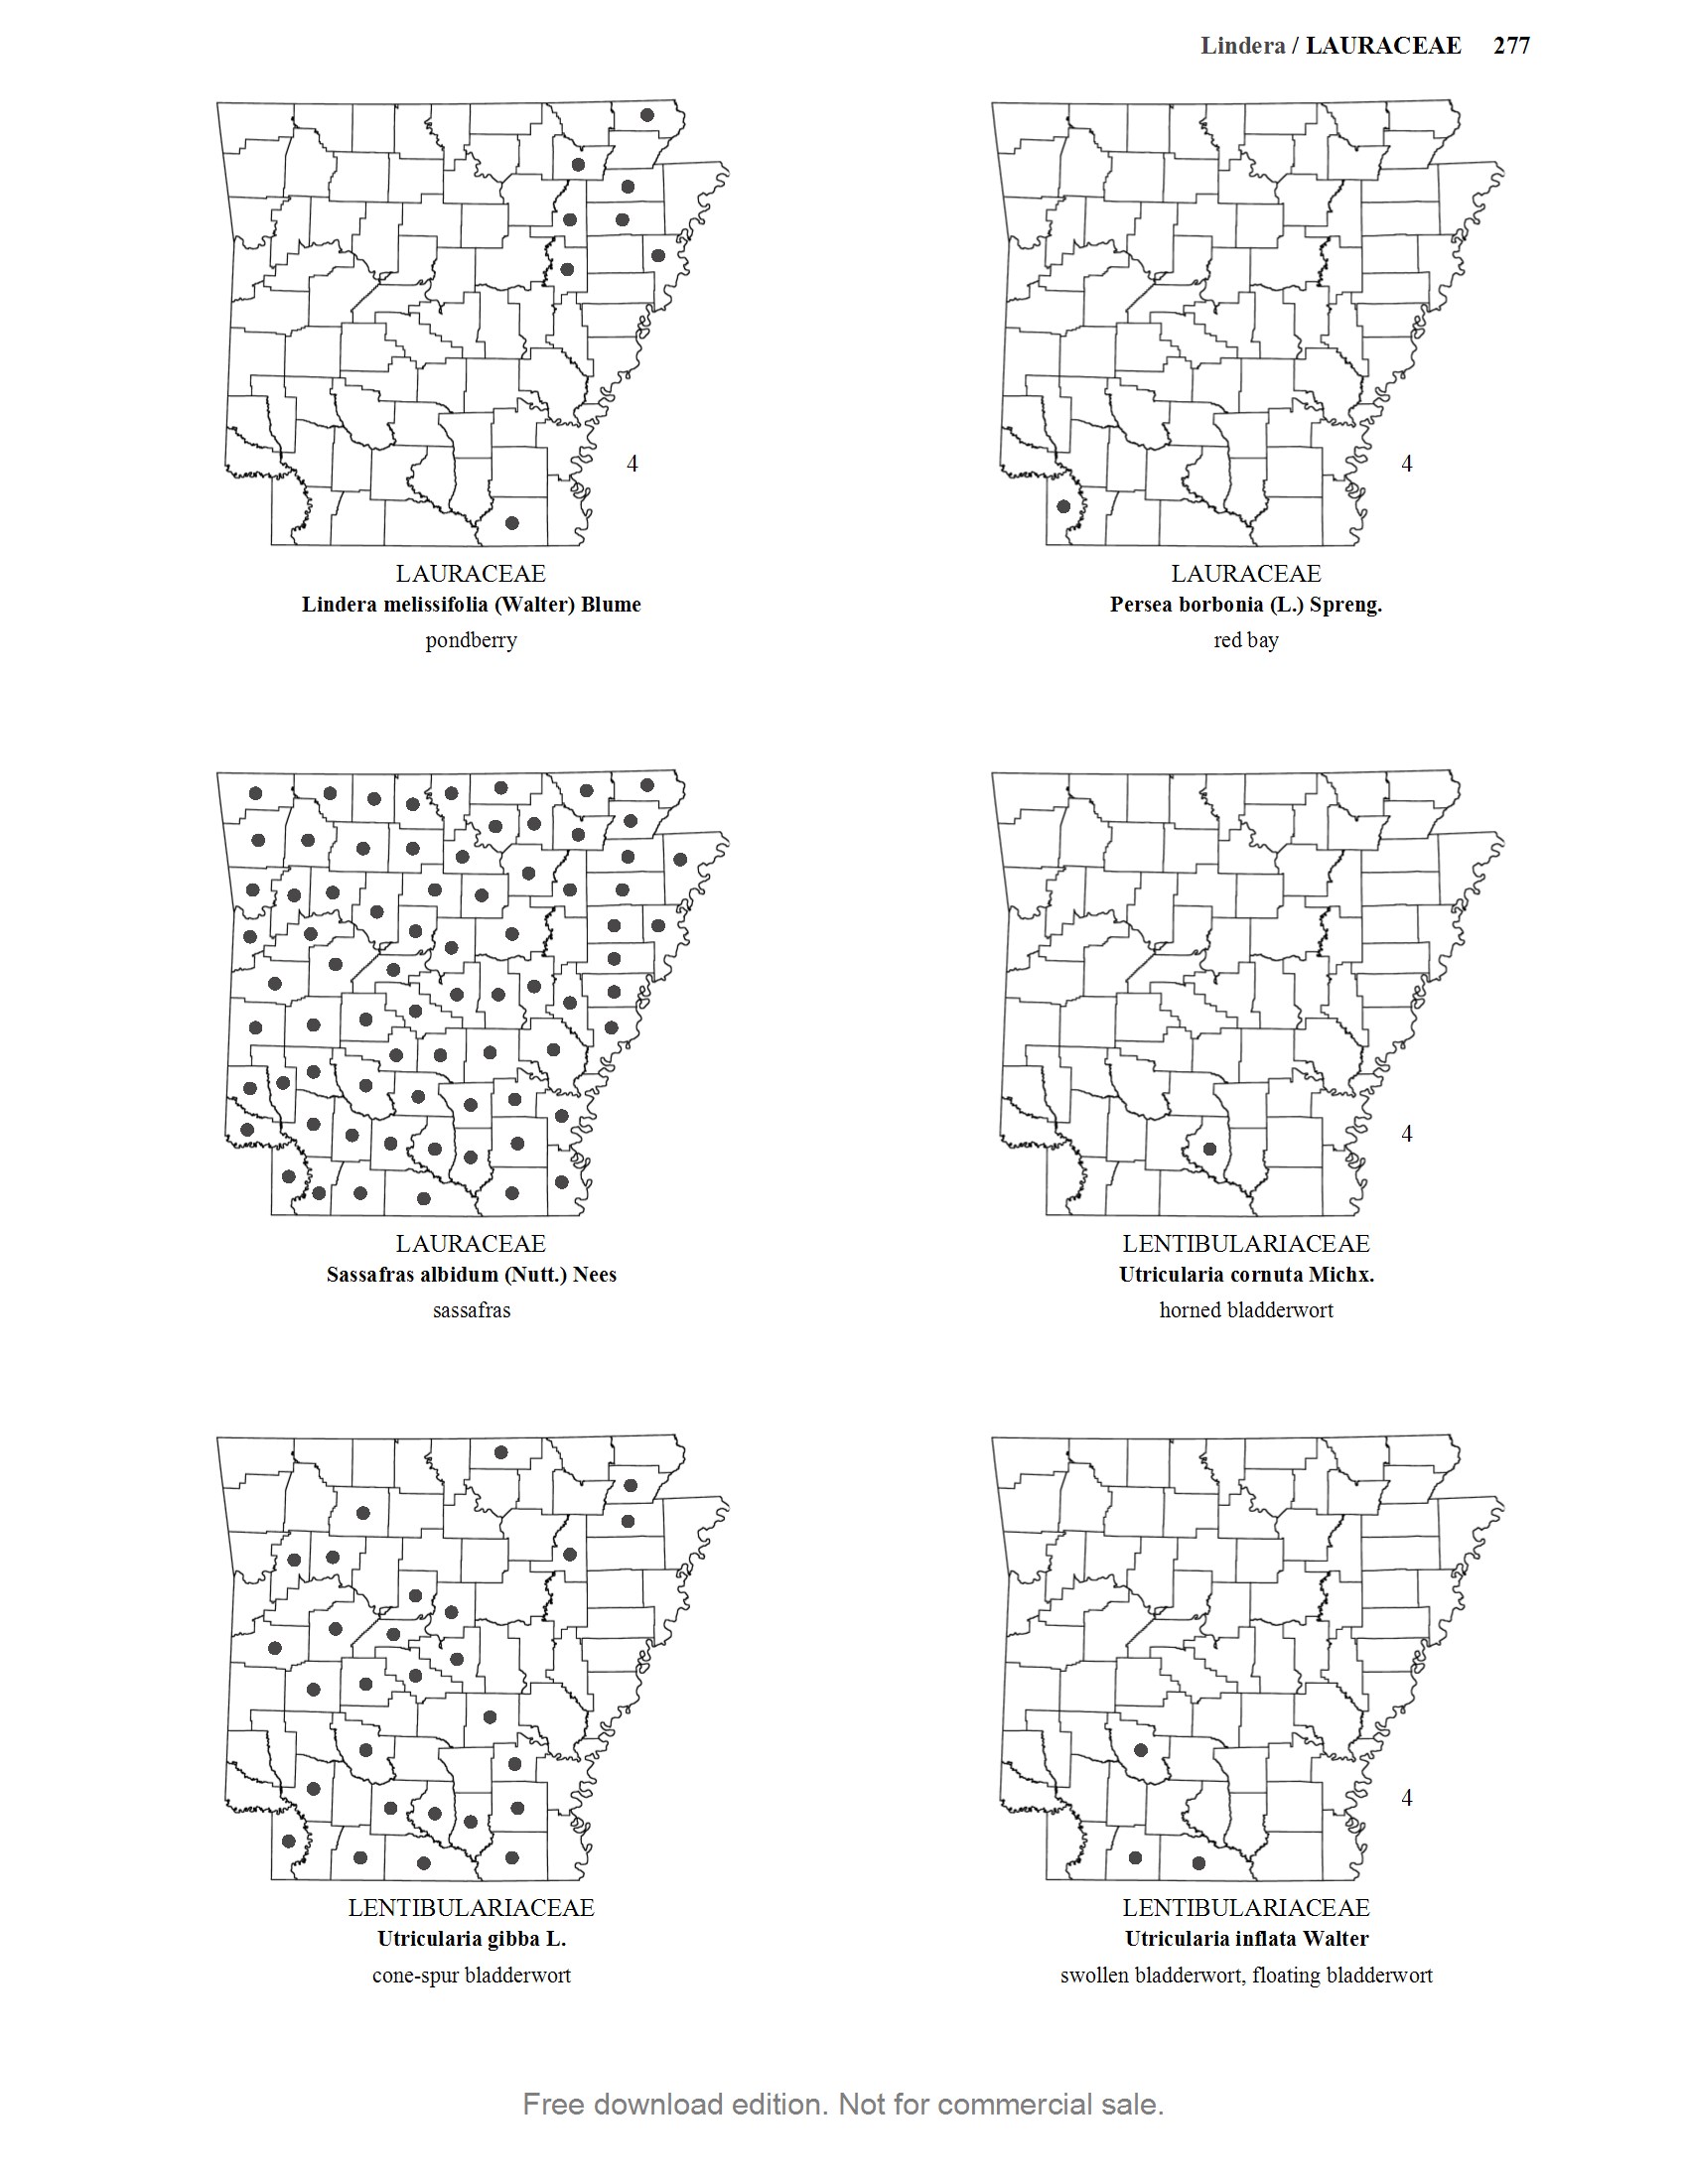 Lindera / LAURACEAE 277
4
LAURACEAE
Lindera melissifolia (Walter) Blume
pondberry
4
LAURACEAE
Persea borbonia (L.) Spreng.
red bay
LAURACEAE
Sassafras albidum (Nutt.) Nees
sassafras
4
LENTIBULARIACEAE
Utricularia cornuta Michx.
horned bladderwort
LENTIBULARIACEAE
Utricularia gibba L.
cone-spur bladderwort
4
LENTIBULARIACEAE
Utricularia inflata Walter
swollen bladderwort, floating bladderwort
Free download edition. Not for commercial sale.